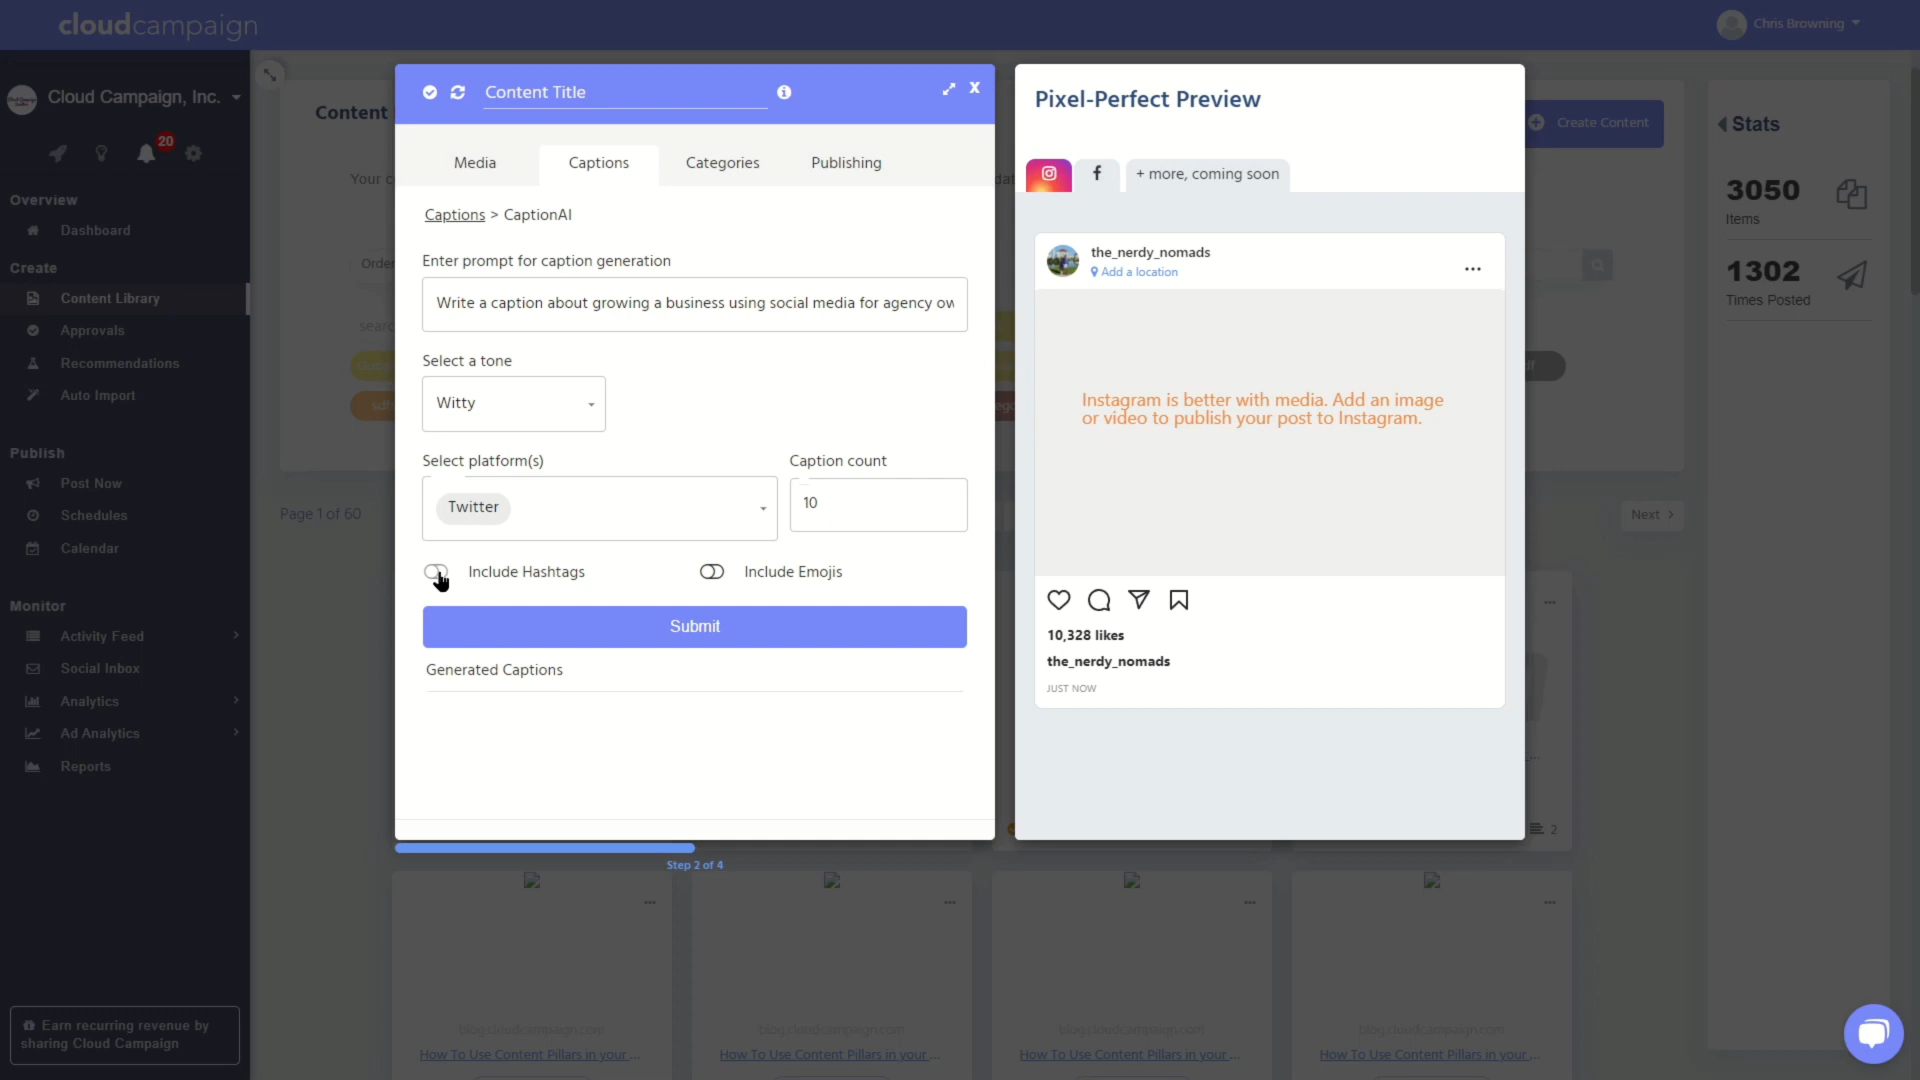 cloudcampaign
Chris Browning
Cloud Campaign, Inc.
20
Overview
Dashboard
Create
Content Library
Approvals
Recommendations
Auto Import
Publish
Post Now
Schedules
Calendar
Monitor
Activity Feed
Social Inbox
Analytics
Ad Analytics
Reports
Earn recurring revenue by
sharing Cloud Campaign
Content
Create Content
Page 1 of 60
Next >
Content Title
X
Media
Captions
Categories
Publishing
Captions > CaptionAI
Enter prompt for caption generation
Write a caption about growing a business using social media for agency ow
Select a tone
Witty
Select platform(s)
Caption count
Twitter
10
Include Hashtags
Include Emojis
Submit
Generated Captions
Step 2 of 4
Pixel-Perfect Preview
+ more, coming soon
the_nerdy_nomads
Add a location
Instagram is better with media. Add an image
or video to publish your post to Instagram.
10,328 likes
the_nerdy_nomads
JUST NOW
Stats
3050
Items
1302
Times Posted
2
blog.cloudcampaign.com
blog.cloudcampaign.com
blog.cloudcampaign.com
blog.cloudcampaign.com
How To Use Content Pillars in your ...
How To Use Content Pillars in your ...
How To Use Content Pillars in your ...
How To Use Content Pillars in your ...